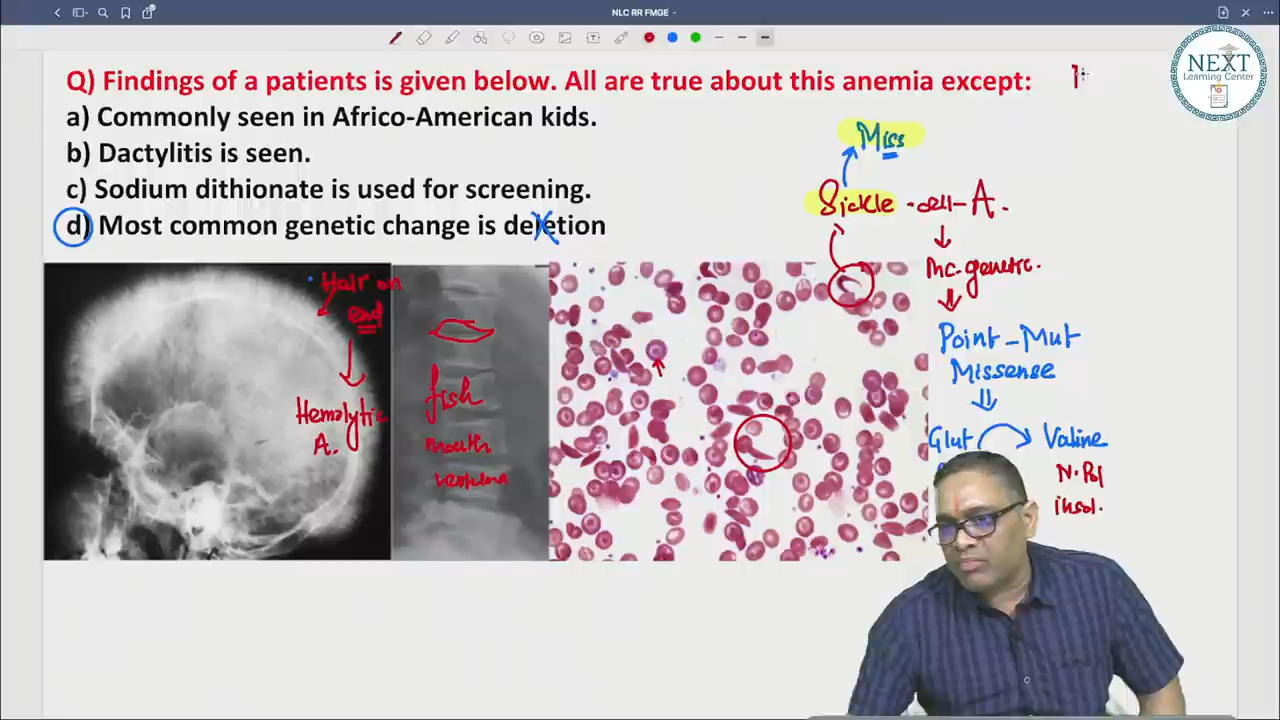 NLC RR FMGE
NEXT
Learning Center
Q) Findings of a patients is given below. All are true about this anemia except:
a) Commonly seen in Africo-American kids.
b) Dactylitis is seen.
c) Sodium dithionate is used for screening.
d) Most common genetic change is deletion
Miss
Sickle -cell- A.
Mc. genetic.
Point - Mut
Missense
Glut
Valine
N. Pol
insol.
Hair on
end
Hemolytic
A.
fish
mouth